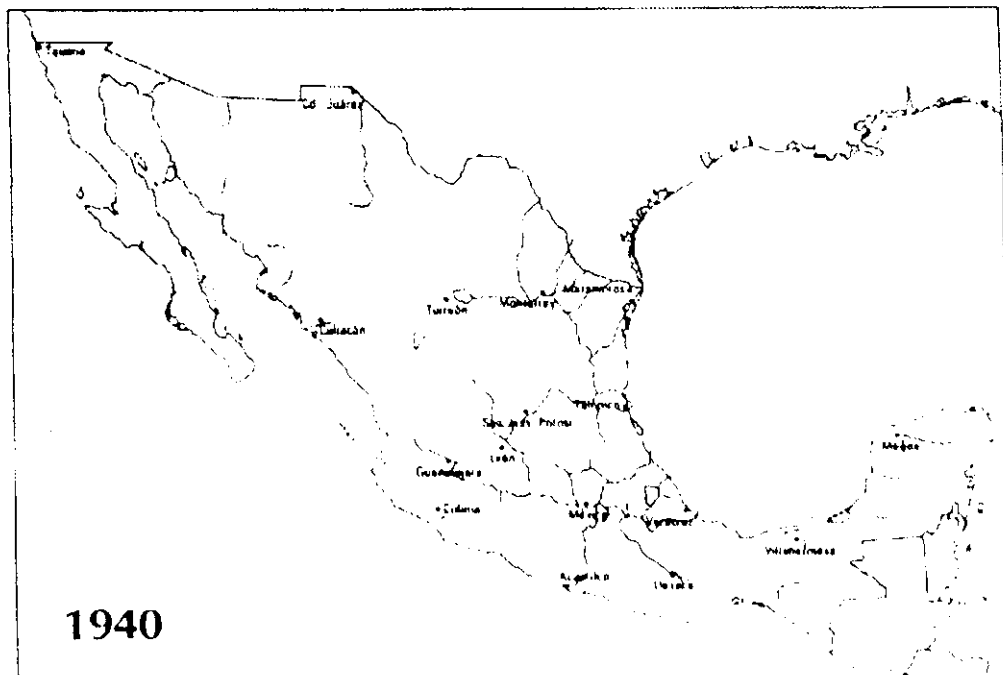 Tijuana
Cd. Juárez
Matamoros
Monterrey
Torreón
Culiacán
Tampico
San Luis Potosí
Mérida
León
Guadalajara
Colima
México
Veracruz
Villahermosa
Acapulco
Oaxaca
1940